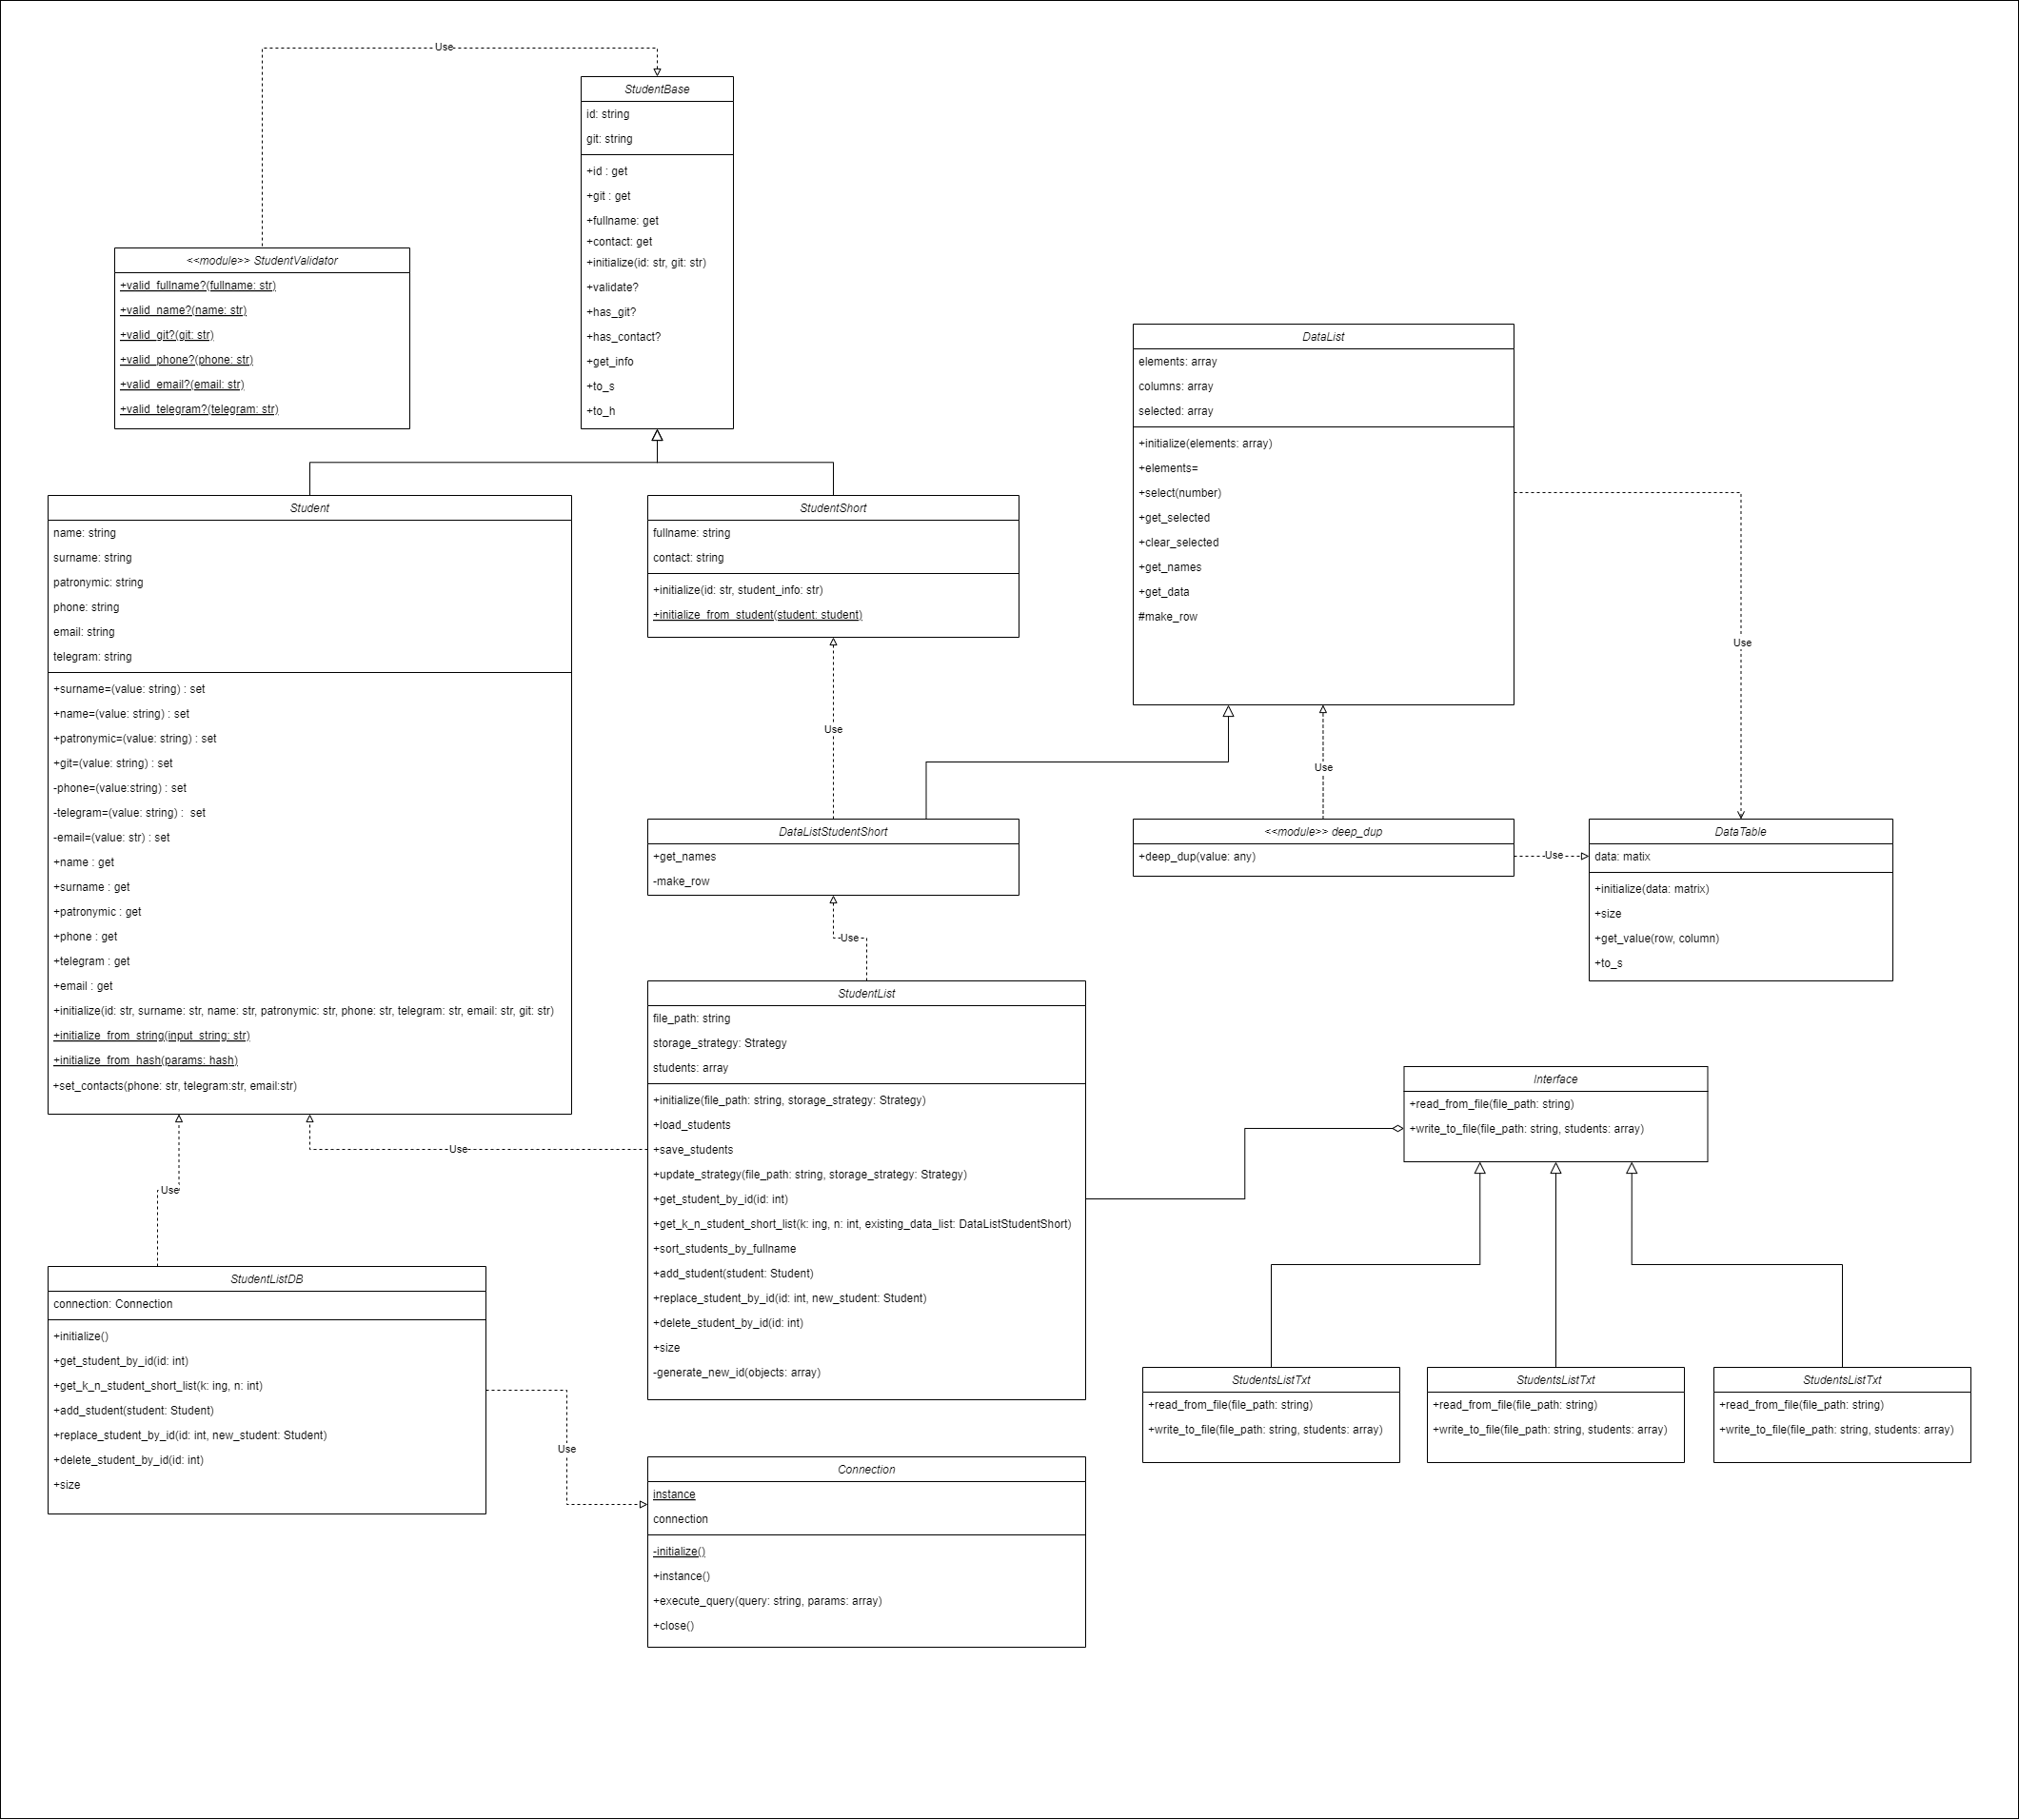 Use
StudentBase
id: string
git: string
+id : get
+git : get
+fullname: get
+contact: get
+initialize(id: str, git: str)
+validate?
+has_git?
+has_contact?
+get_info
+to_s
+to_h
<<module>> StudentValidator
+valid_fullname?(fullname: str)
+valid_name?(name: str)
+valid_git?(git: str)
+valid_phone?(phone: str)
+valid_email?(email: str)
+valid_telegram?(telegram: str)
DataList
elements: array
columns: array
selected: array
+initialize(elements: array)
+elements=
+select(number)
+get_selected
+clear_selected
+get_names
+get_data
#make_row
Use
Student
name: string
surname: string
patronymic: string
phone: string
email: string
telegram: string
+surname=(value: string) : set
+name=(value: string) : set
+patronymic=(value: string) : set
+git=(value: string) : set
-phone=(value:string) : set
-telegram=(value: string) :  set
-email=(value: str) : set
+name : get
+surname : get
+patronymic : get
+phone : get
+telegram : get
+email : get
+initialize(id: str, surname: str, name: str, patronymic: str, phone: str, telegram: str, email: str, git: str)
+initialize_from_string(input_string: str)
+initialize_from_hash(params: hash)
+set_contacts(phone: str, telegram:str, email:str)
StudentShort
fullname: string
contact: string
+initialize(id: str, student_info: str)
+initialize_from_student(student: student)
Use
Use
DataListStudentShort
+get_names
-make_row
<<module>> deep_dup
+deep_dup(value: any)
Use
DataTable
data: matix
+initialize(data: matrix)
+size
+get_value(row, column)
+to_s
Use
StudentList
file_path: string
storage_strategy: Strategy
students: array
+initialize(file_path: string, storage_strategy: Strategy)
+load_students
+save_students
+update_strategy(file_path: string, storage_strategy: Strategy)
+get_student_by_id(id: int)
+get_k_n_student_short_list(k: ing, n: int, existing_data_list: DataListStudentShort)
+sort_students_by_fullname
+add_student(student: Student)
+replace_student_by_id(id: int, new_student: Student)
+delete_student_by_id(id: int)
+size
-generate_new_id(objects: array)
Use
Use
Interface
+read_from_file(file_path: string)
+write_to_file(file_path: string, students: array)
StudentListDB
connection: Connection
+initialize()
+get_student_by_id(id: int)
+get_k_n_student_short_list(k: ing, n: int)
+add_student(student: Student)
+replace_student_by_id(id: int, new_student: Student)
+delete_student_by_id(id: int)
+size
Use
StudentsListTxt
+read_from_file(file_path: string)
+write_to_file(file_path: string, students: array)
StudentsListTxt
+read_from_file(file_path: string)
+write_to_file(file_path: string, students: array)
StudentsListTxt
+read_from_file(file_path: string)
+write_to_file(file_path: string, students: array)
Connection
instance
connection
-initialize()
+instance()
+execute_query(query: string, params: array)
+close()